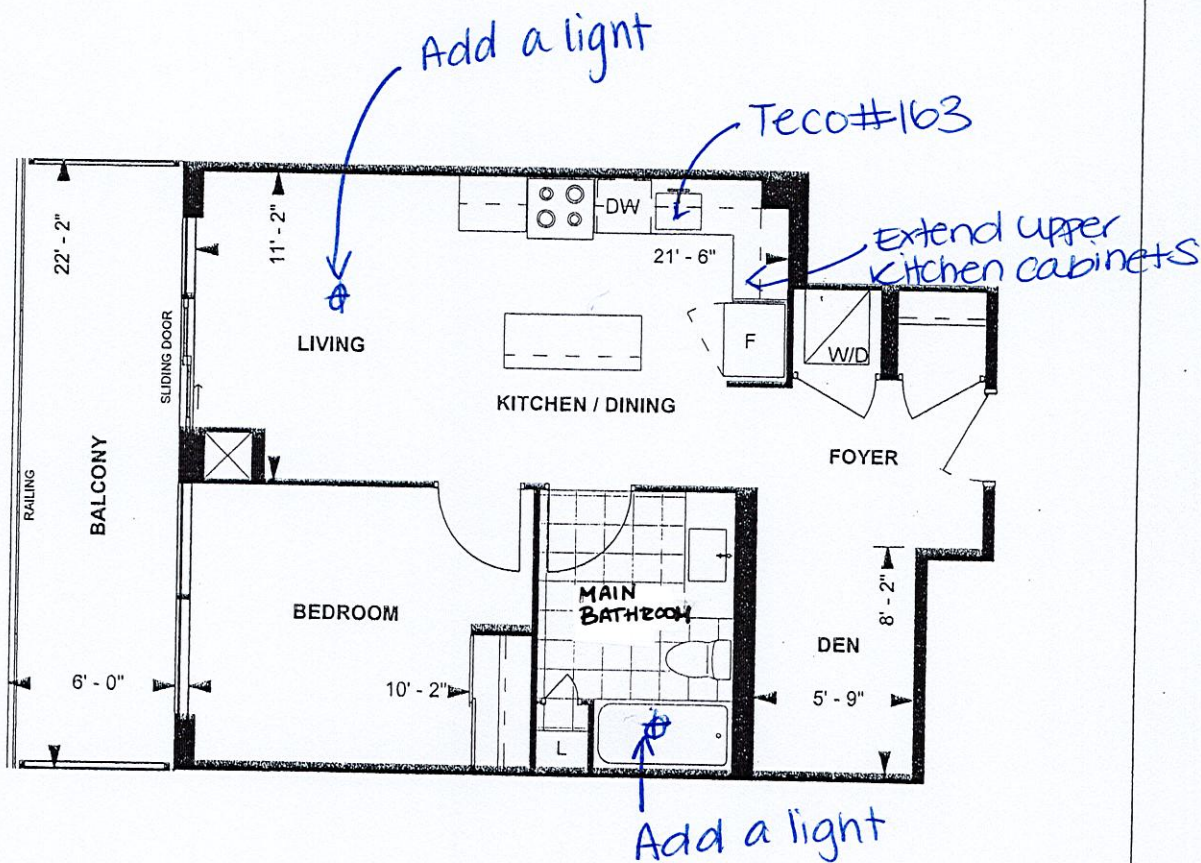 Add a light
Teco#163
Extend upper
kitchen cabinets
22' - 2"
11' - 2"
DW
21' - 6"
SLIDING DOOR
LIVING
F
W/D
KITCHEN / DINING
FOYER
RAILING
BALCONY
BEDROOM
MAIN
BATHROOM
8' - 2"
DEN
6' - 0"
10' - 2"
5' - 9"
L
Add a light